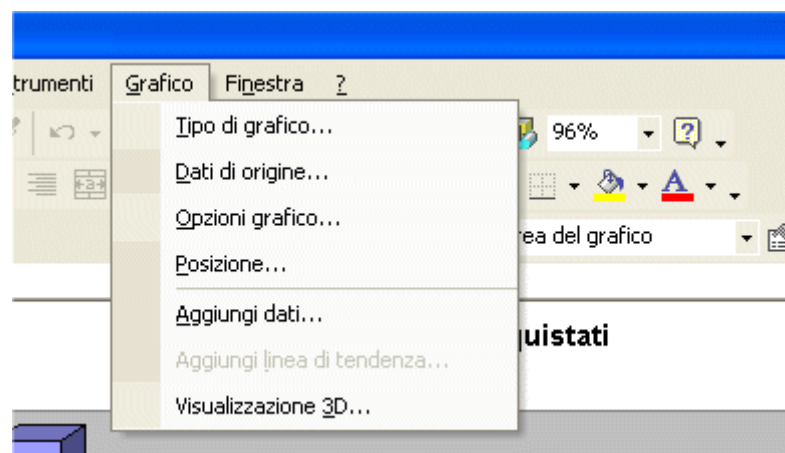 trumenti Grafico Finestra ?
Tipo di grafico...
96%
Dati di origine...
Opzioni grafico...
rea del grafico
Posizione...
Aggiungi dati...
quistati
Aggiungi linea di tendenza...
Visualizzazione 3D...